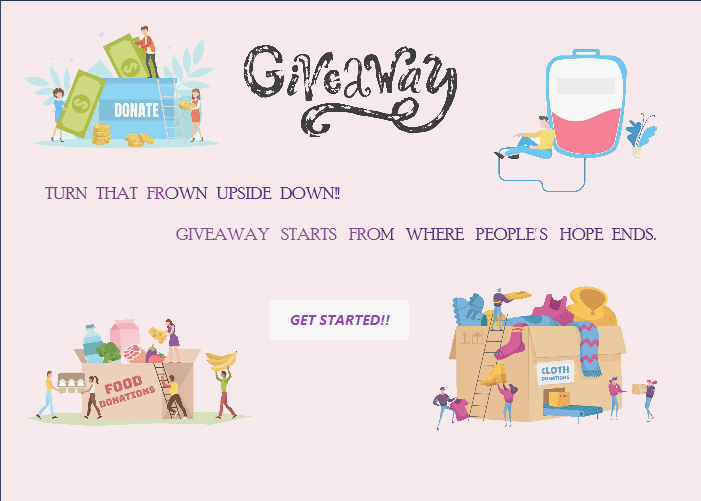 Giveaway
DONATE
TURN THAT FROWN UPSIDE DOWN!!
GIVEAWAY STARTS FROM WHERE PEOPLE'S HOPE ENDS.
GET STARTED!!
FOOD
DONATIONS
CLOTH
DONATIONS